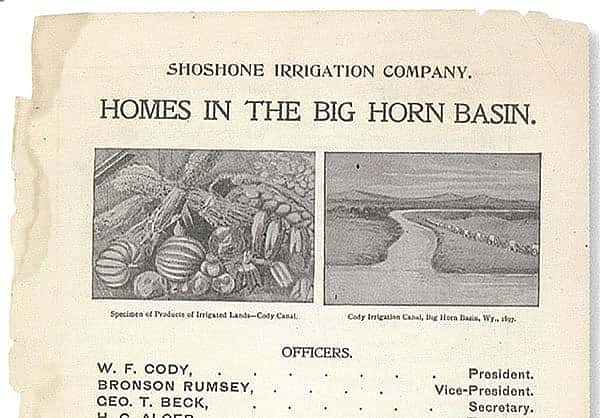 SHOSHONE IRRIGATION COMPANY.
HOMES IN THE BIG HORN BASIN.
Specimen of Products of Irrigated Lands—Cody Canal.
Cody Irrigation Canal, Big Horn Basin, Wy., 1897.
OFFICERS.
W. F. CODY, . . . . . . President.
BRONSON RUMSEY, . . . . . Vice-President.
GEO. T. BECK, . . . . . . Secretary.
H. C. ALGER